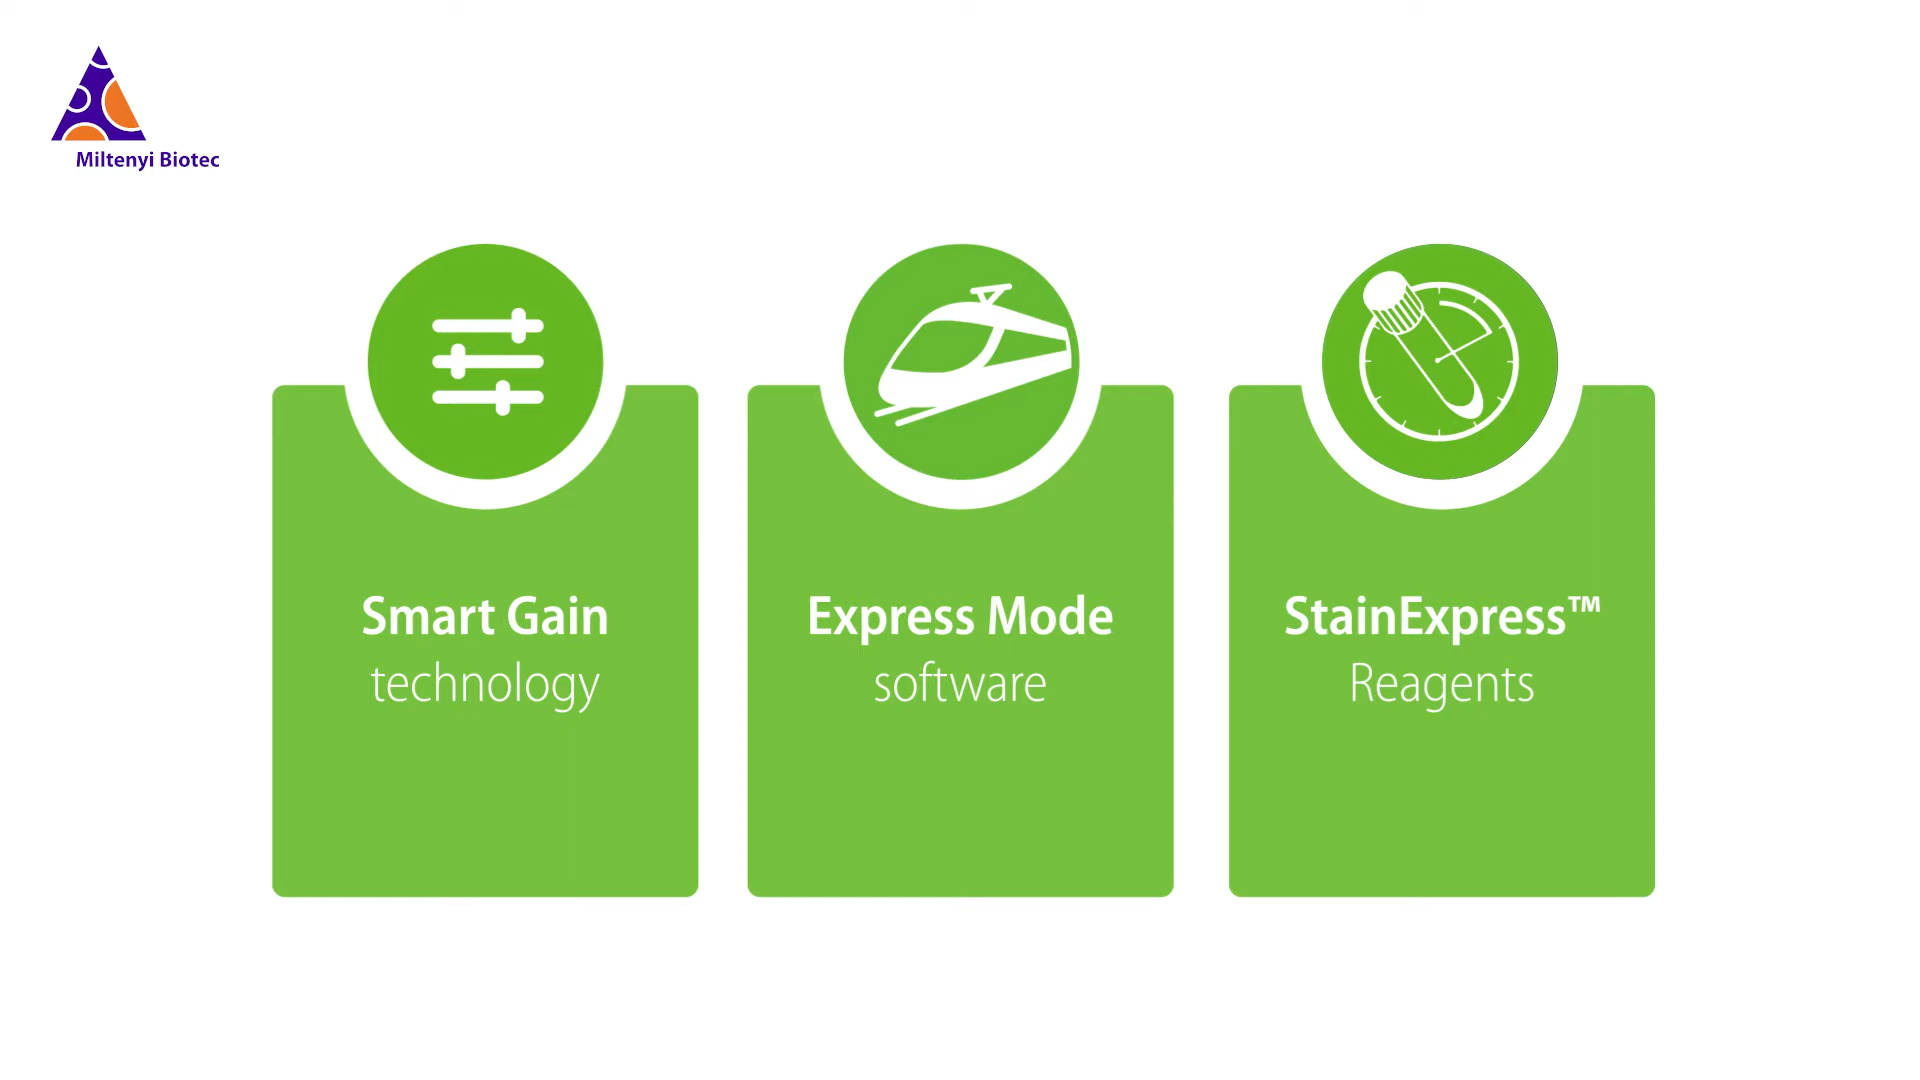 Miltenyi Biotec
Smart Gain
technology
Express Mode
software
StainExpress™
Reagents